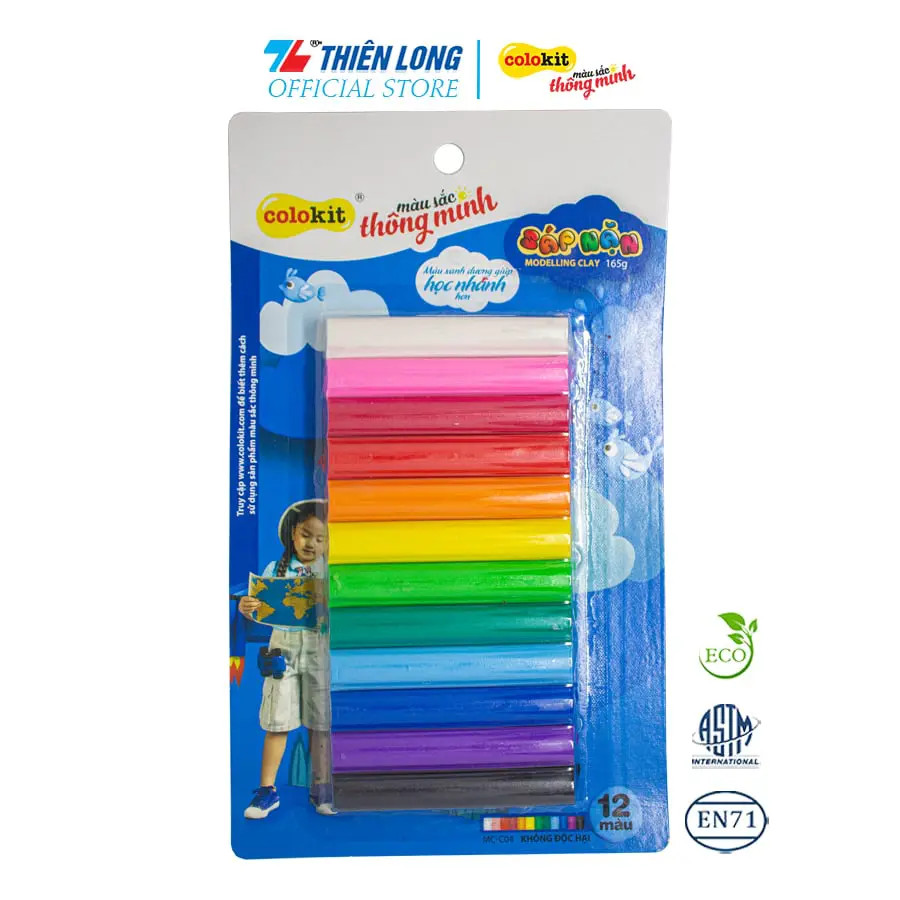 THIÊN LONG
OFFICIAL STORE
colokit
màu sắc
thông minh
colokit
màu sắc
thông minh
SÁP NẶN
MODELLING CLAY 165g
Màu xanh dương giúp
học nhanh
hơn
Truy cập www.colokit.com để biết thêm cách
sử dụng sản phẩm màu sắc thông minh
ECO
ASTM
INTERNATIONAL
EN71
12
màu
MC-C04 KHÔNG ĐỘC HẠI